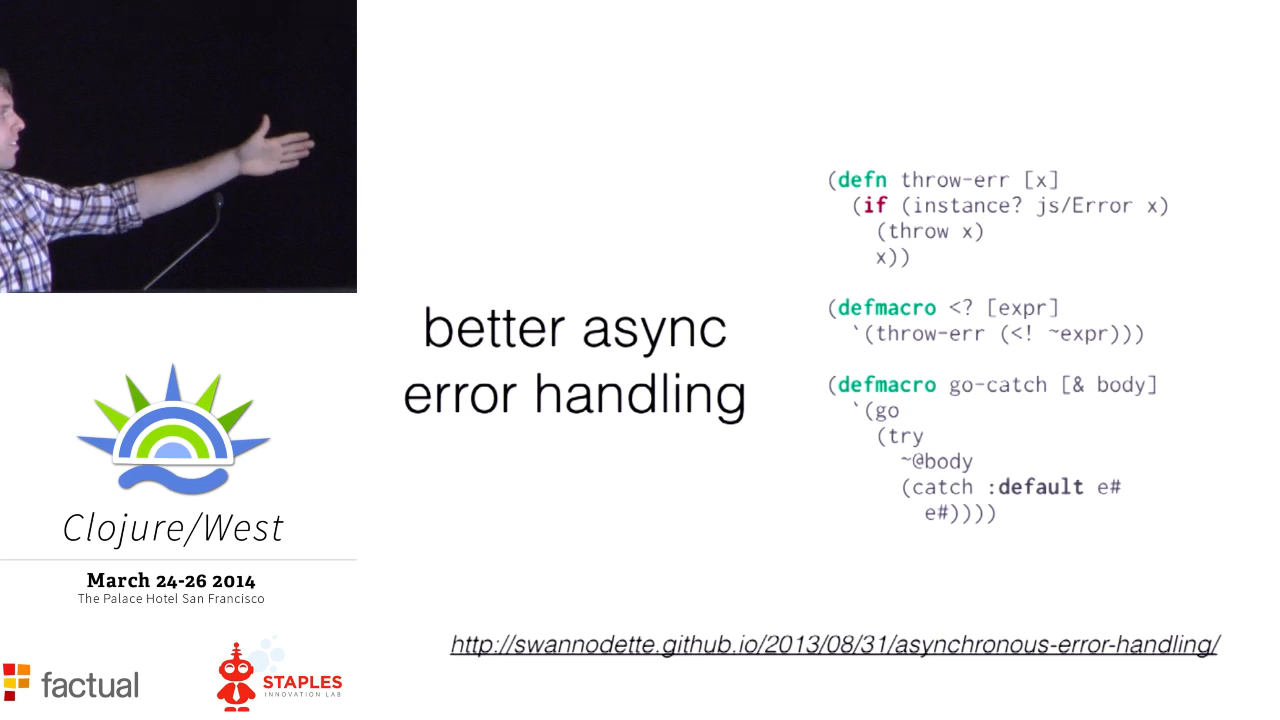 better async
error handling
(defn throw-err [x]
  (if (instance? js/Error x)
    (throw x)
    x))
(defmacro <? [expr]
  `(throw-err (<! ~expr)))
(defmacro go-catch [& body]
  `(go
    (try
      ~@body
      (catch :default e#
        e#))))
http://swannodette.github.io/2013/08/31/asynchronous-error-handling/
Clojure/West
March 24-26 2014
The Palace Hotel San Francisco
factual
STAPLES
INNOVATION LAB